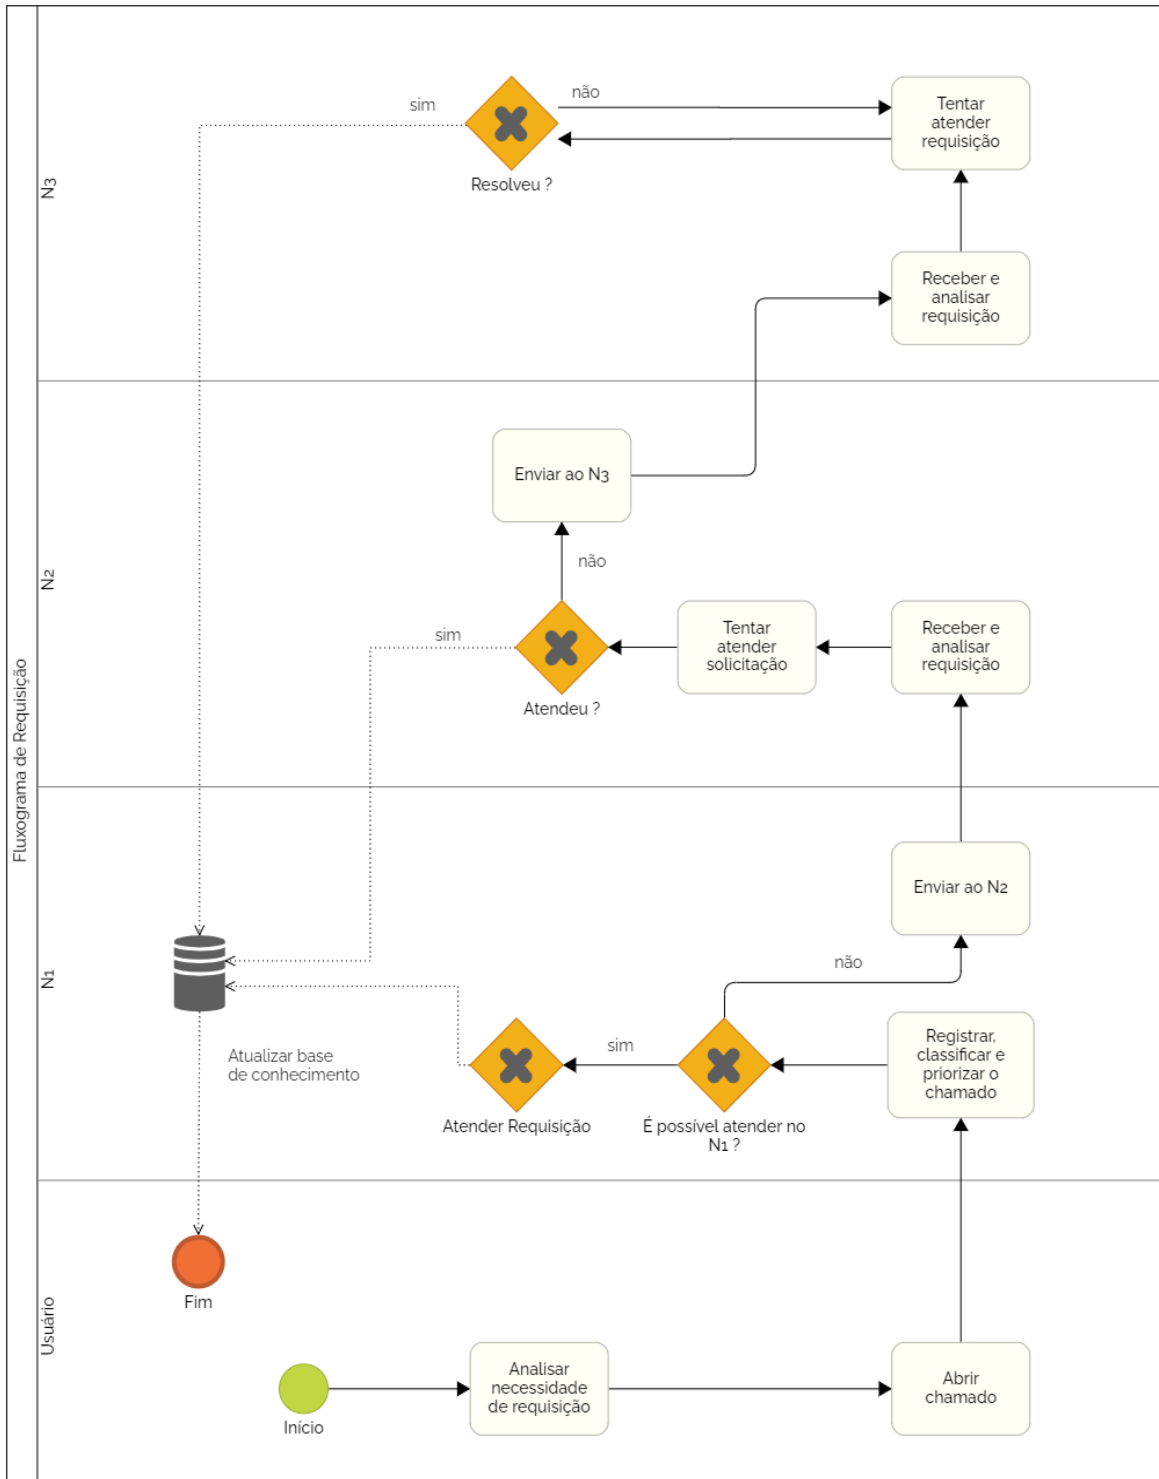 Fluxograma de Requisição
N3
sim
não
Resolveu ?
Tentar
atender
requisição
Receber e
analisar
requisição
N2
Enviar ao N3
não
sim
Atendeu ?
Tentar
atender
solicitação
Receber e
analisar
requisição
N1
Enviar ao N2
não
Atualizar base
de conhecimento
sim
Atender Requisição
É possível atender no
N1 ?
Registrar,
classificar e
priorizar o
chamado
Usuário
Fim
Início
Analisar
necessidade
de requisição
Abrir
chamado